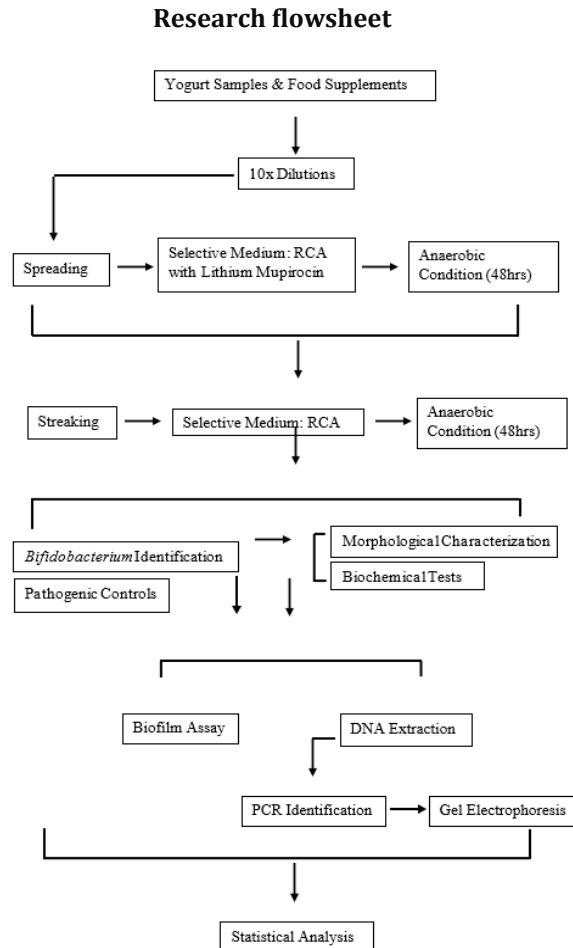 Research flowsheet
Yogurt Samples & Food Supplements
10x Dilutions
Spreading
Selective Medium: RCA
with Lithium Mupirocin
Anaerobic
Condition (48hrs)
Streaking
Selective Medium: RCA
Anaerobic
Condition (48hrs)
Bifidobacterium Identification
Pathogenic Controls
Morphological Characterization
Biochemical Tests
Biofilm Assay
DNA Extraction
PCR Identification
Gel Electrophoresis
Statistical Analysis